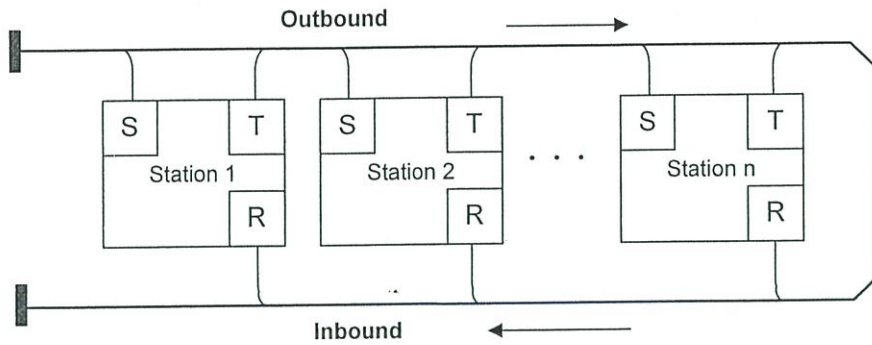 Outbound
S T S T S T
Station 1 Station 2 . . . Station n
R R R
Inbound